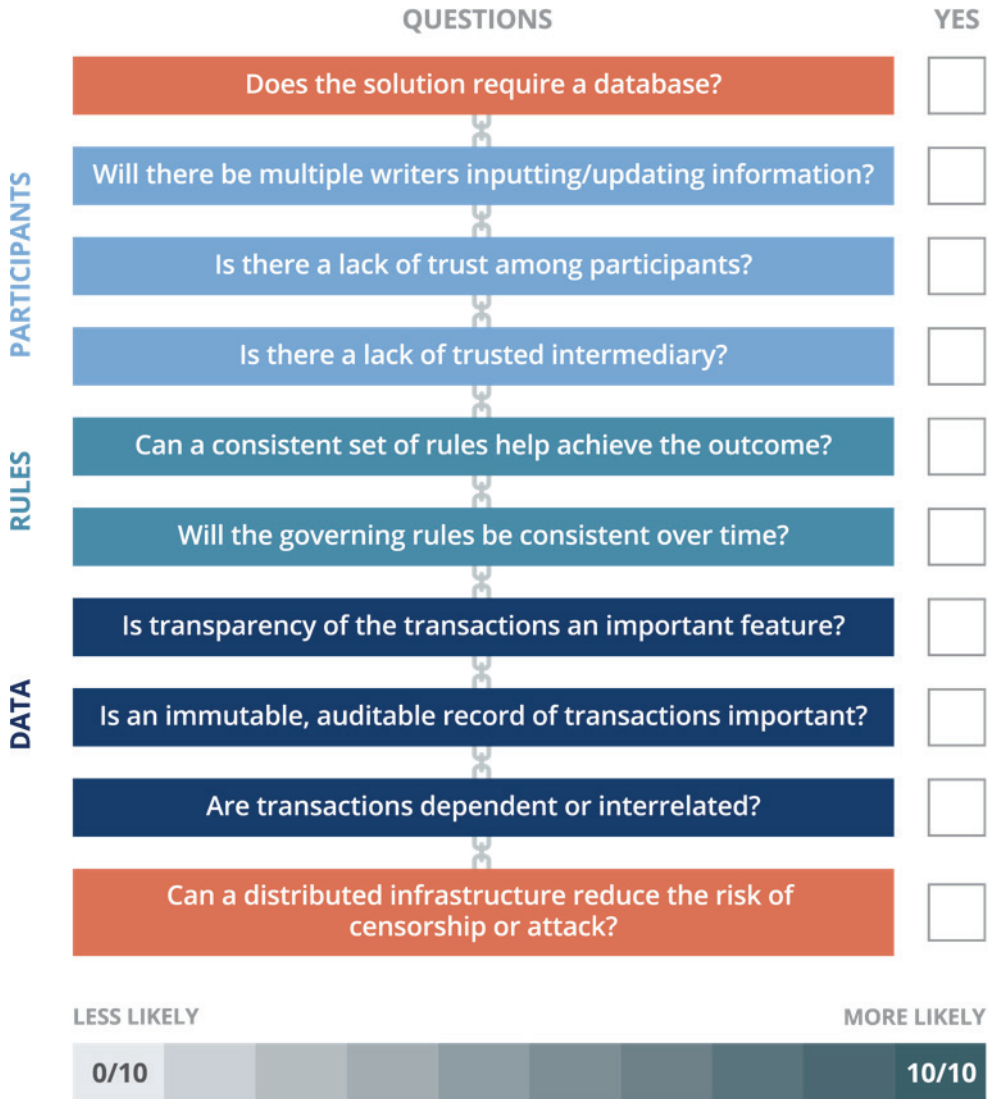 QUESTIONS YES
Does the solution require a database?
PARTICIPANTS
Will there be multiple writers inputting/updating information?
Is there a lack of trust among participants?
Is there a lack of trusted intermediary?
RULES
Can a consistent set of rules help achieve the outcome?
Will the governing rules be consistent over time?
DATA
Is transparency of the transactions an important feature?
Is an immutable, auditable record of transactions important?
Are transactions dependent or interrelated?
Can a distributed infrastructure reduce the risk of
censorship or attack?
LESS LIKELY MORE LIKELY
0/10 10/10